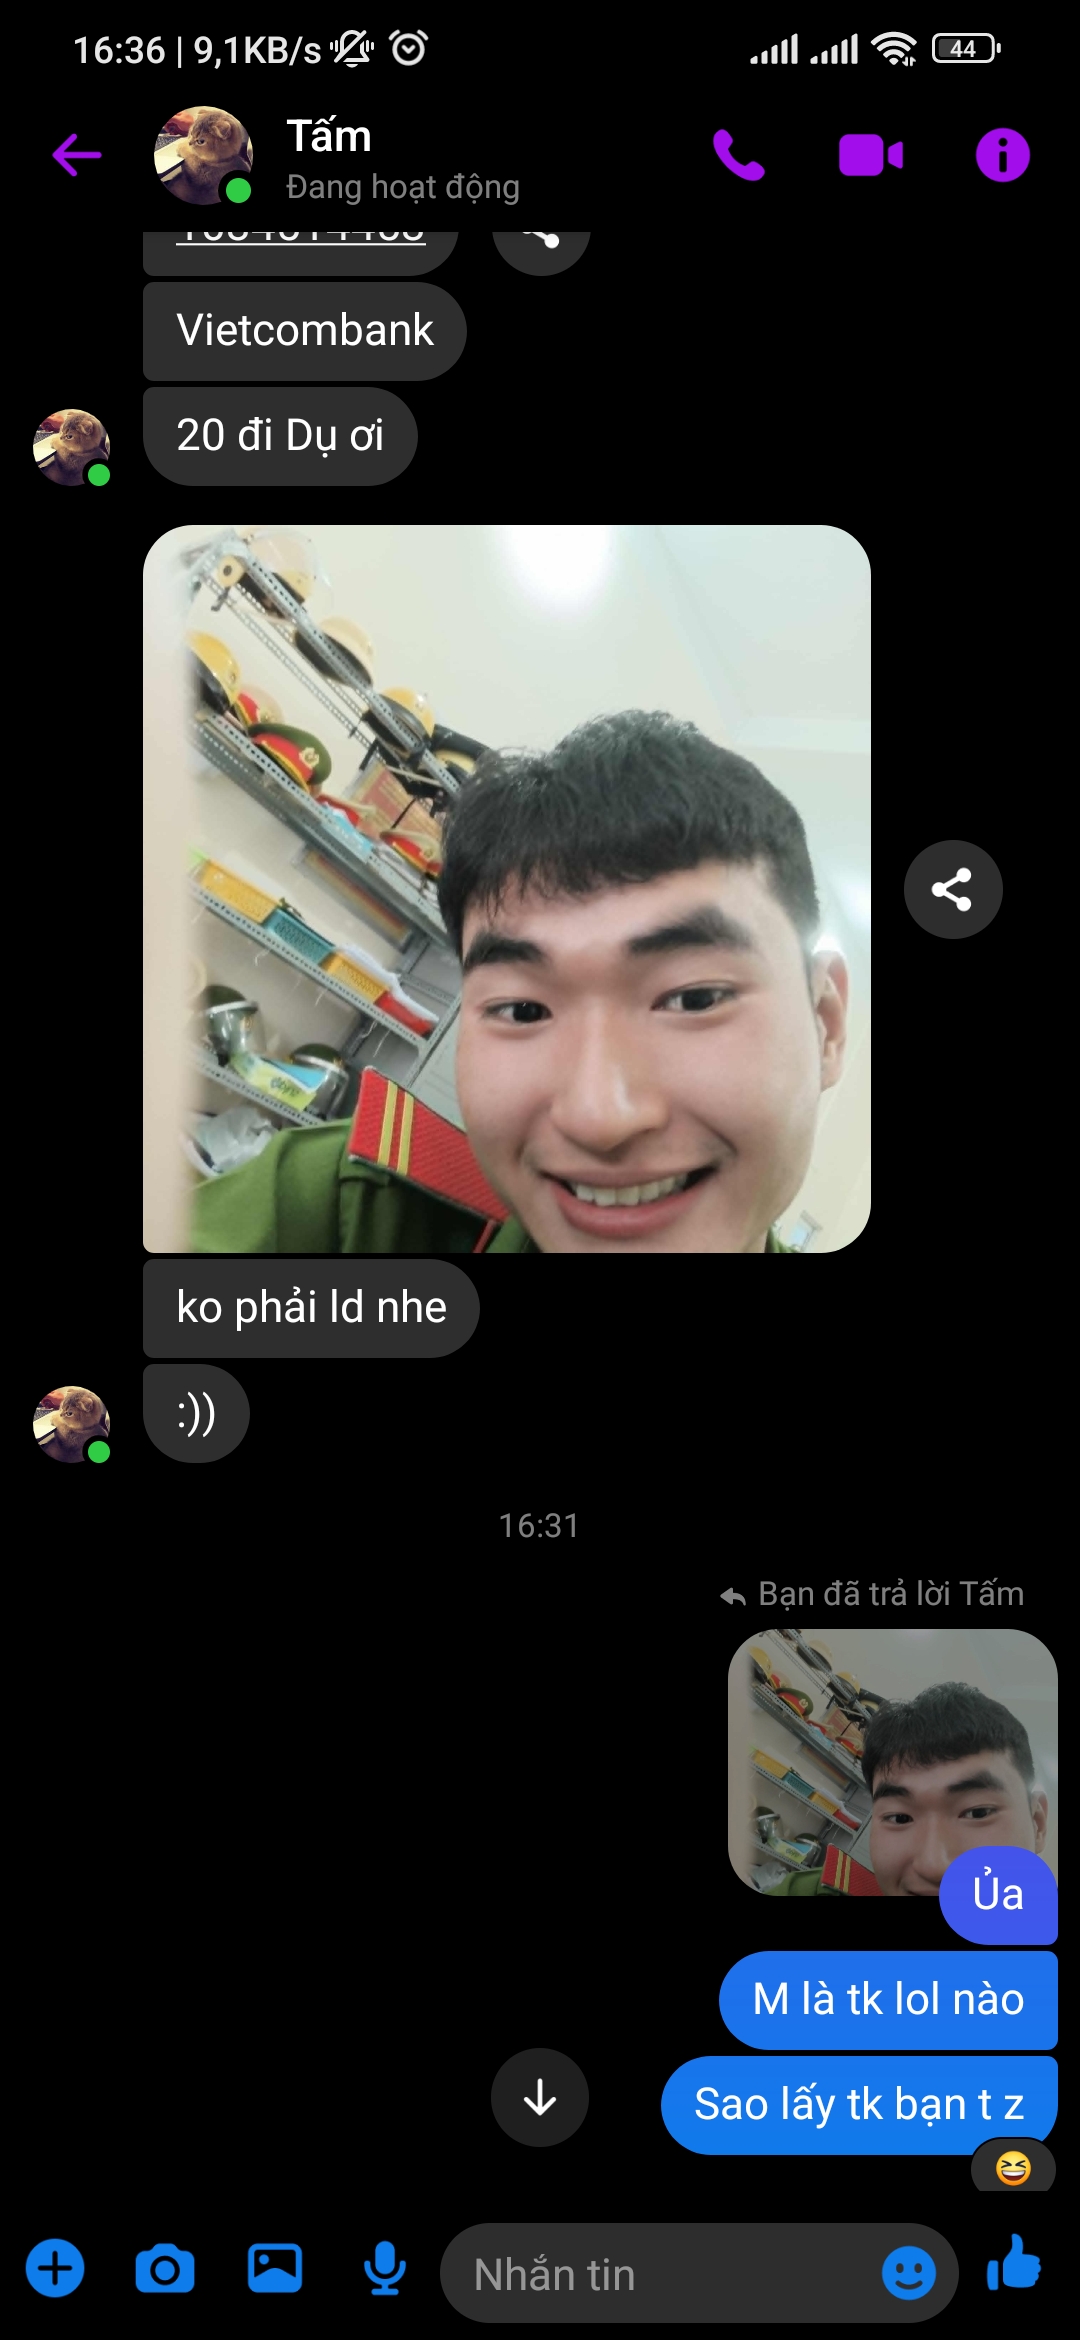 16:36 | 9,1KB/s
44
Tấm
Đang hoạt động
Vietcombank
20 đi Dụ ơi
ko phải ld nhe
:))
16:31
Bạn đã trả lời Tấm
Ủa
M là tk lol nào
Sao lấy tk bạn t z
Nhắn tin